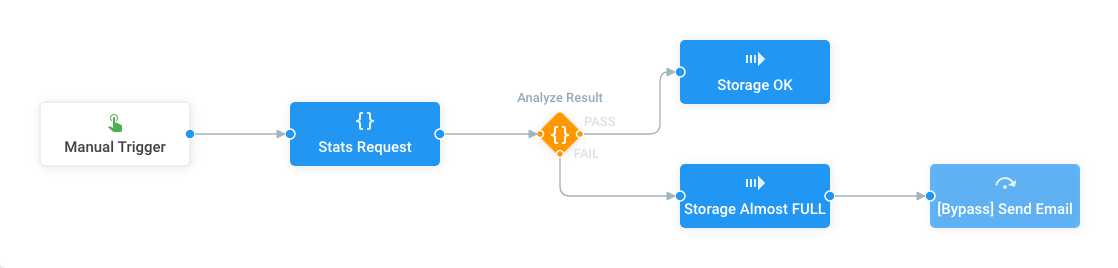 Manual Trigger
{}
Stats Request
Analyze Result
{}
PASS
FAIL
Storage OK
Storage Almost FULL
[Bypass] Send Email